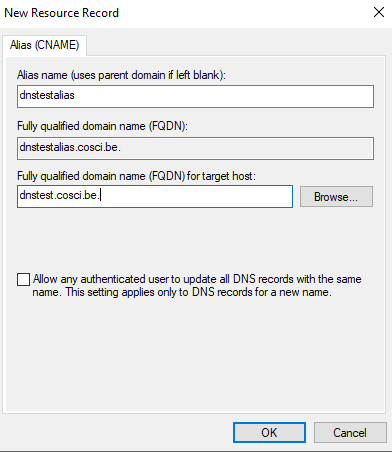 New Resource Record
Alias (CNAME)
Alias name (uses parent domain if left blank):
dnstestalias
Fully qualified domain name (FQDN):
dnstestalias.cosci.be.
Fully qualified domain name (FQDN) for target host:
dnstest.cosci.be.
Browse...
Allow any authenticated user to update all DNS records with the same
name. This setting applies only to DNS records for a new name.
OK
Cancel